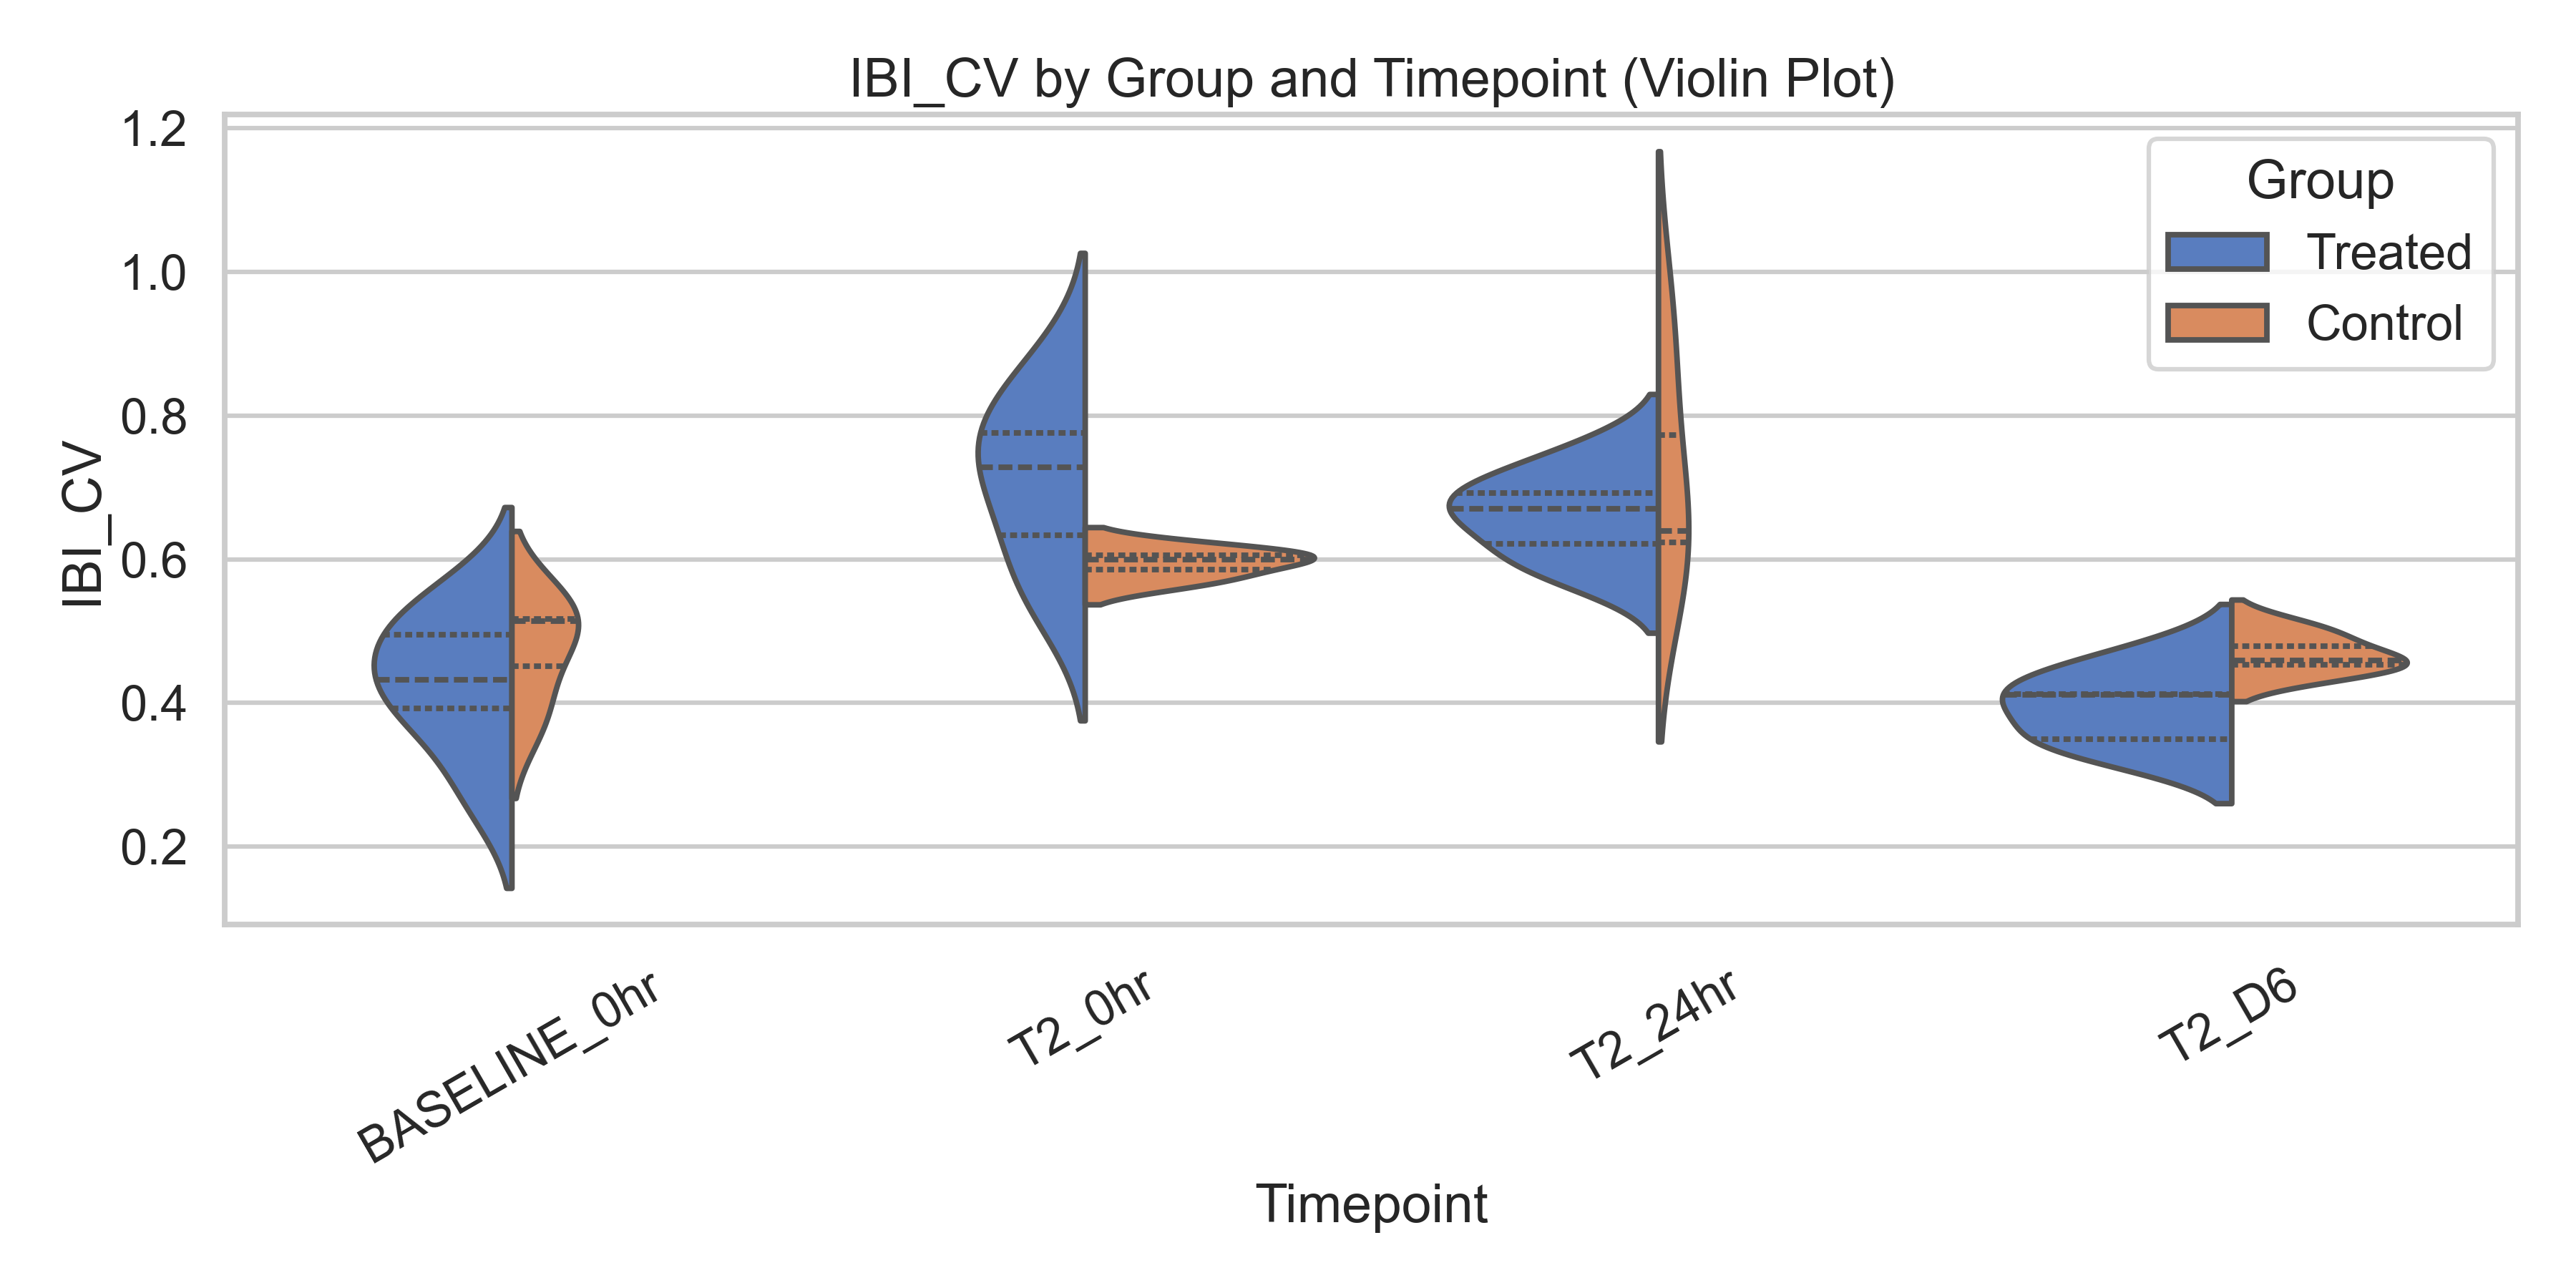 IBI_CV by Group and Timepoint (Violin Plot)
IBI_CV
1.2
1.0
0.8
0.6
0.4
0.2
Group
Treated
Control
BASELINE_0hr
T2_0hr
T2_24hr
T2_D6
Timepoint